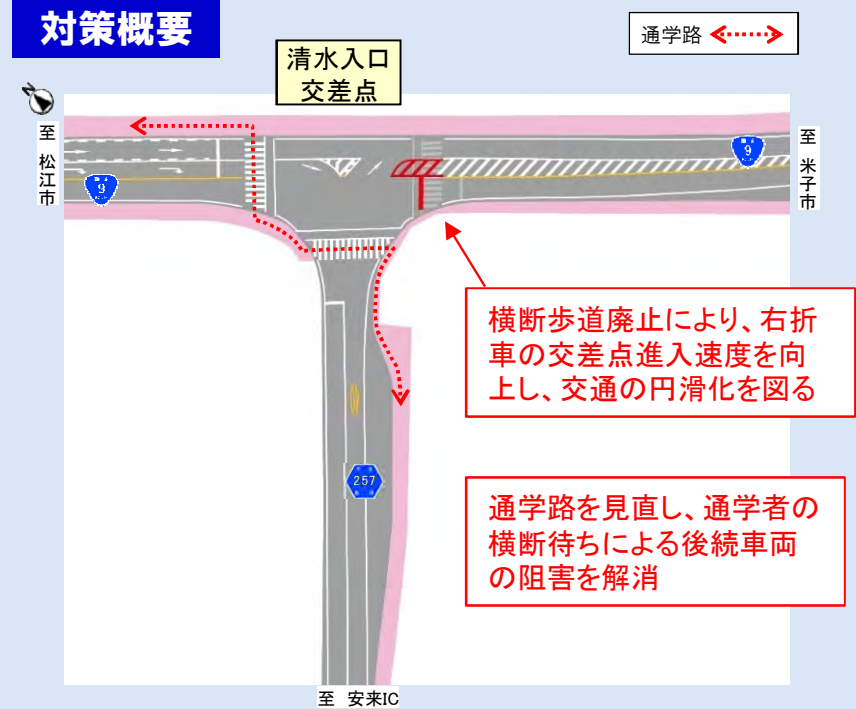 対策概要
通学路
清水入口
交差点
N
至 松江市
9
9
至 米子市
横断歩道廃止により、右折
車の交差点進入速度を向
上し、交通の円滑化を図る
257
通学路を見直し、通学者の
横断待ちによる後続車両
の阻害を解消
至 安来IC